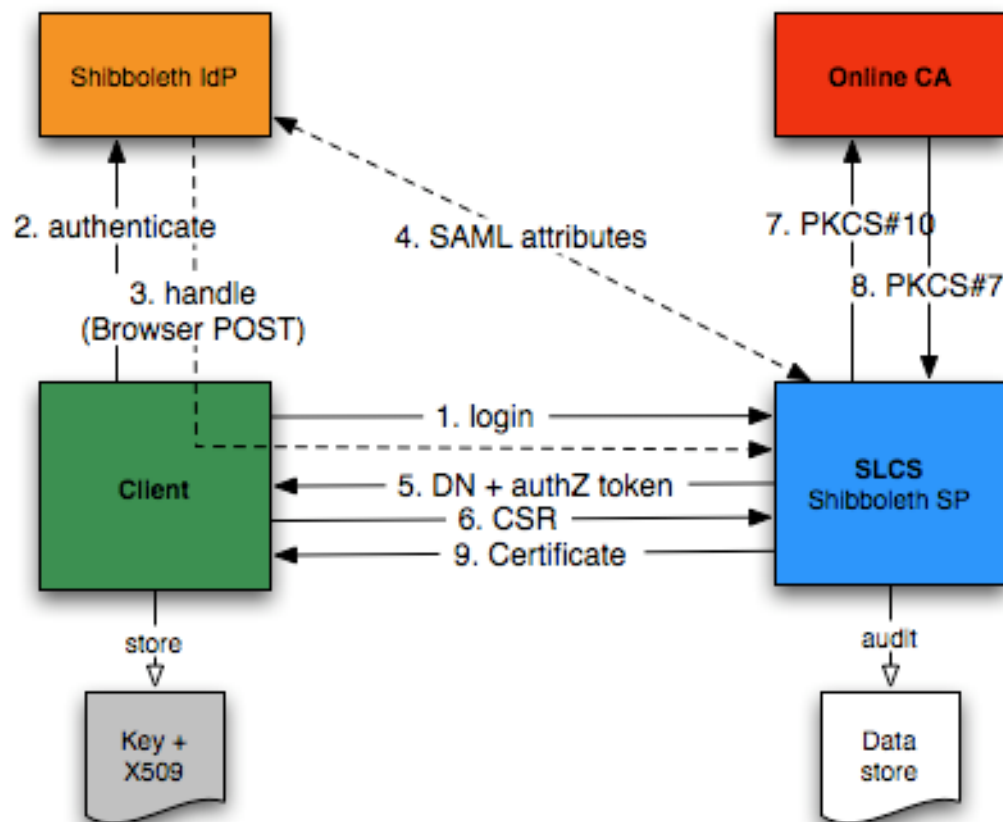 Shibboleth IdP
Online CA
2. authenticate
4. SAML attributes
7. PKCS#10
3. handle
(Browser POST)
8. PKCS#7
1. login
Client
5. DN + authZ token
SLCS
Shibboleth SP
6. CSR
9. Certificate
store
audit
Key +
X509
Data
store